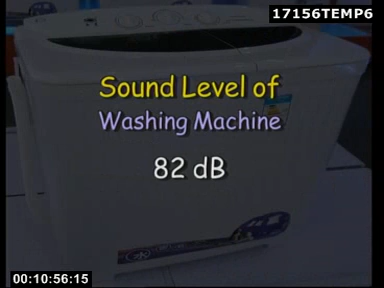 17156TEMP6
Sound Level of
Washing Machine
82 dB
00:10:56:15